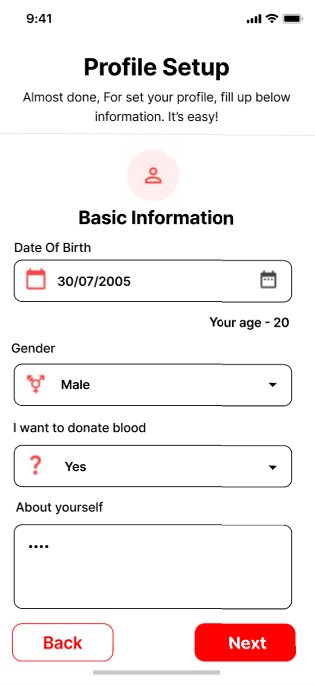 9:41
Profile Setup
Almost done, For set your profile, fill up below
information. It's easy!
Basic Information
Date Of Birth
30/07/2005
Your age - 20
Gender
Male
I want to donate blood
?
Yes
About yourself
....
Back
Next